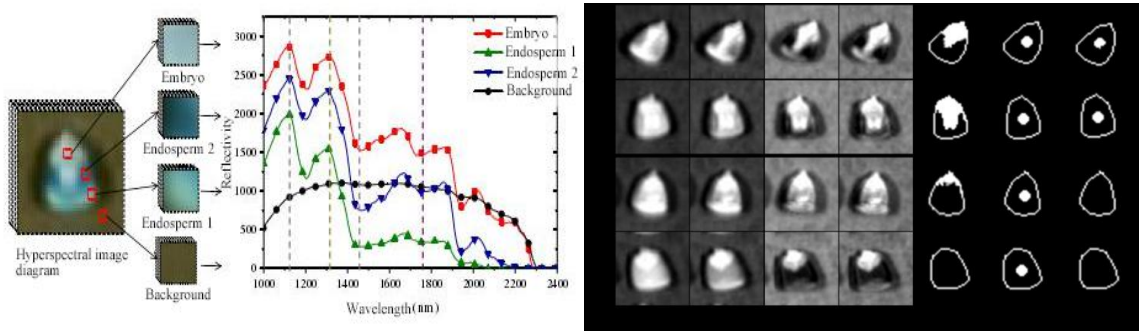 Embryo
Endosperm 2
Endosperm 1
Background
Hyperspectral image
diagram
Reflectivity
3000
2500
2000
1500
1000
500
0
Embryo
Endosperm 1
Endosperm 2
Background
1000 1200 1400 1600 1800 2000 2200 2400
Wavelength(nm)